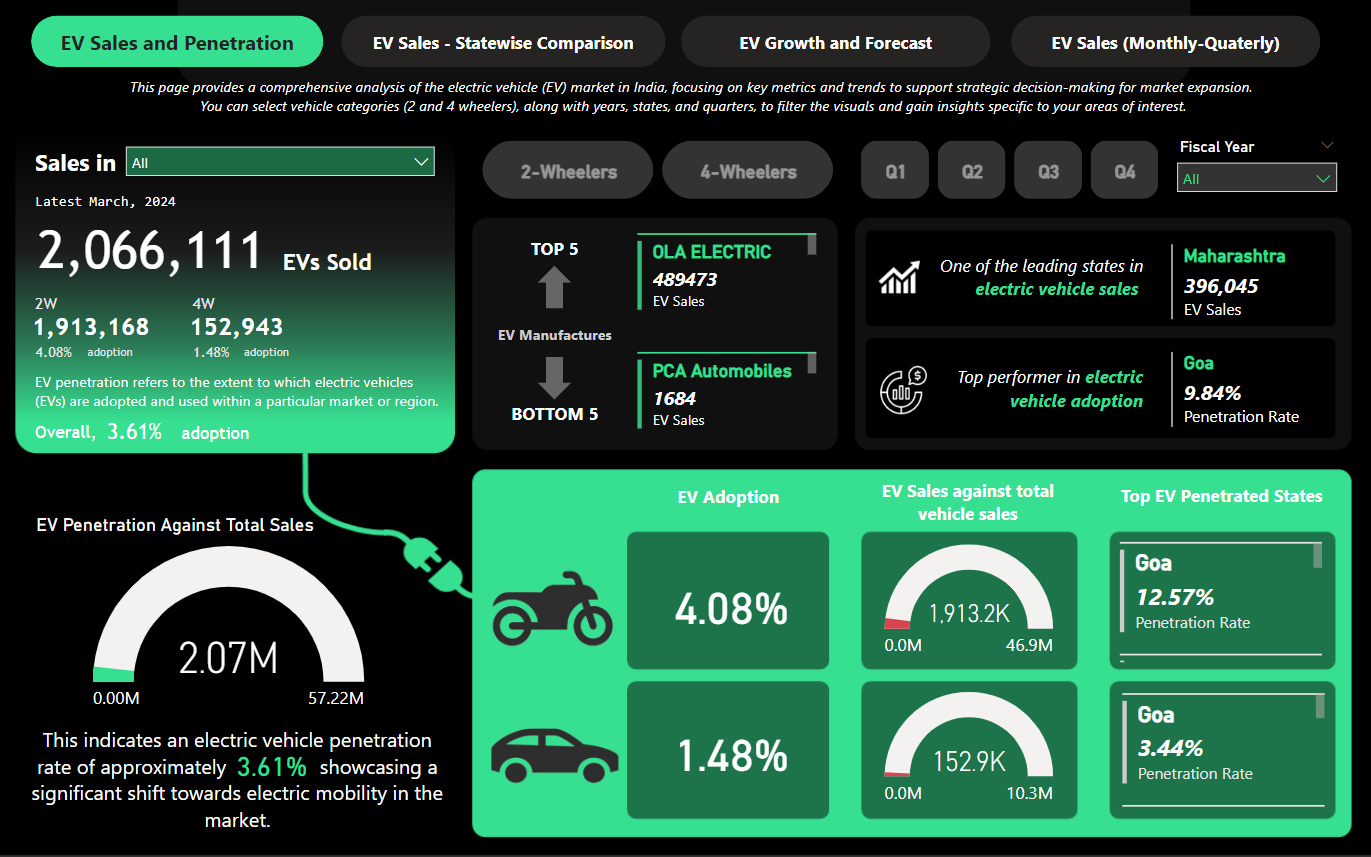 EV Sales and Penetration
EV Sales - Statewise Comparison
EV Growth and Forecast
EV Sales (Monthly-Quaterly)
This page provides a comprehensive analysis of the electric vehicle (EV) market in India, focusing on key metrics and trends to support strategic decision-making for market expansion.
You can select vehicle categories (2 and 4 wheelers), along with years, states, and quarters, to filter the visuals and gain insights specific to your areas of interest.
Sales in
All
Latest March, 2024
2,066,111 EVs Sold
2W
4W
1,913,168
152,943
4.08% adoption
1.48% adoption
EV penetration refers to the extent to which electric vehicles
(EVs) are adopted and used within a particular market or region.
Overall, 3.61% adoption
2-Wheelers
4-Wheelers
Q1
Q2
Q3
Q4
Fiscal Year
All
TOP 5
EV Manufactures
BOTTOM 5
OLA ELECTRIC
489473
EV Sales
PCA Automobiles
1684
EV Sales
One of the leading states in
electric vehicle sales
Maharashtra
396,045
EV Sales
Top performer in electric
vehicle adoption
Goa
9.84%
Penetration Rate
EV Penetration Against Total Sales
2.07M
0.00M
57.22M
This indicates an electric vehicle penetration
rate of approximately 3.61% showcasing a
significant shift towards electric mobility in the
market.
EV Adoption
EV Sales against total
vehicle sales
Top EV Penetrated States
4.08%
1,913.2K
0.0M
46.9M
Goa
12.57%
Penetration Rate
1.48%
152.9K
0.0M
10.3M
Goa
3.44%
Penetration Rate